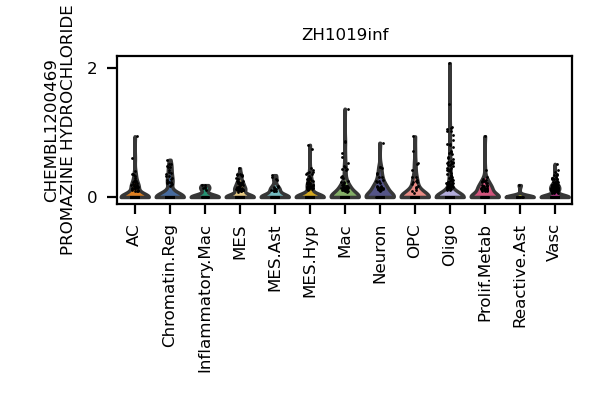 ZH1019inf
CHEMBL1200469
PROMAZINE HYDROCHLORIDE
2
0
AC
Chromatin.Reg
Inflammatory.Mac
MES
MES.Ast
MES.Hyp
Mac
Neuron
OPC
Oligo
Prolif.Metab
Reactive.Ast
Vasc